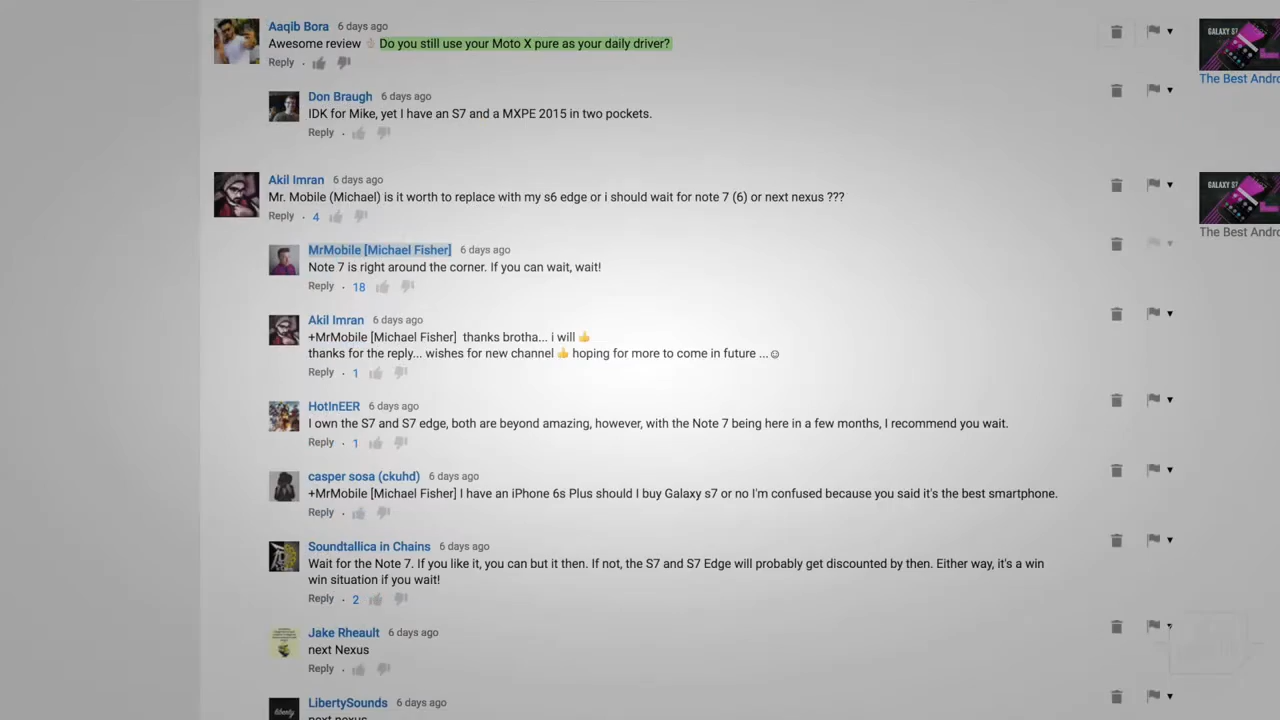 Aaqib Bora 6 days ago
Awesome review Do you still use your Moto X pure as your daily driver?
Reply
GALAXY S7
The Best Andro
Don Braugh 6 days ago
IDK for Mike, yet I have an S7 and a MXPE 2015 in two pockets.
Reply
Akil Imran 6 days ago
Mr. Mobile (Michael) is it worth to replace with my s6 edge or i should wait for note 7 (6) or next nexus ???
Reply 4
GALAXY S7
The Best Andro
MrMobile [Michael Fisher] 6 days ago
Note 7 is right around the corner. If you can wait, wait!
Reply 18
Akil Imran 6 days ago
+MrMobile [Michael Fisher] thanks brotha... i will 👍
thanks for the reply... wishes for new channel 👍 hoping for more to come in future ...☺
Reply 1
HotInEER 6 days ago
I own the S7 and S7 edge, both are beyond amazing, however, with the Note 7 being here in a few months, I recommend you wait.
Reply 1
casper sosa (ckuhd) 6 days ago
+MrMobile [Michael Fisher] I have an iPhone 6s Plus should I buy Galaxy s7 or no I'm confused because you said it's the best smartphone.
Reply
Soundtallica in Chains 6 days ago
Wait for the Note 7. If you like it, you can but it then. If not, the S7 and S7 Edge will probably get discounted by then. Either way, it's a win
win situation if you wait!
Reply 2
Jake Rheault 6 days ago
next Nexus
Reply
LibertySounds 6 days ago
liberty
next nexus